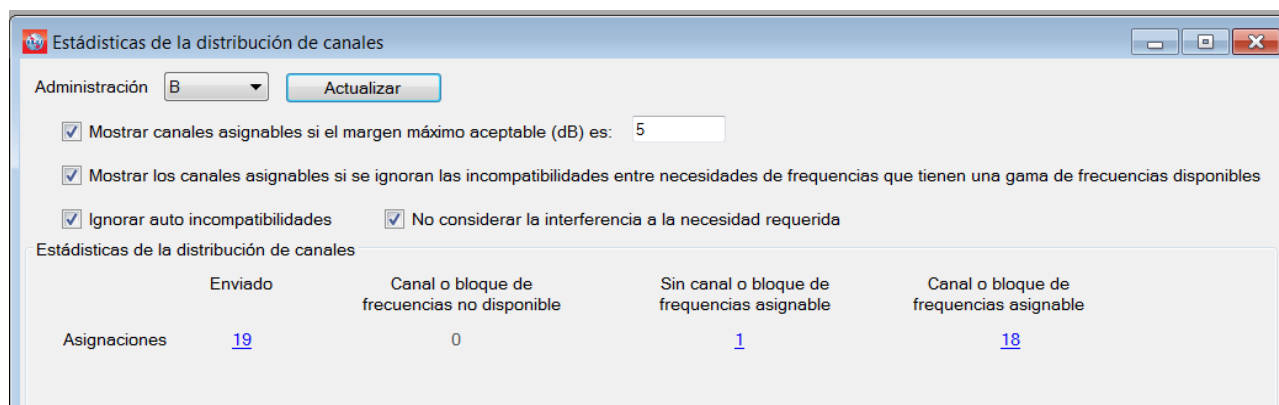 Estádisticas de la distribución de canales
Administración B Actualizar
Mostrar canales asignables si el margen máximo aceptable (dB) es: 5
Mostrar los canales asignables si se ignoran las incompatibilidades entre necesidades de frequencias que tienen una gama de frecuencias disponibles
Ignorar auto incompatibilidades No considerar la interferencia a la necesidad requerida
Estádisticas de la distribución de canales
Enviado Canal o bloque de Sin canal o bloque de Canal o bloque de
frecuencias no disponible frequencias asignable frequencias asignable
Asignaciones 19 0 1 18